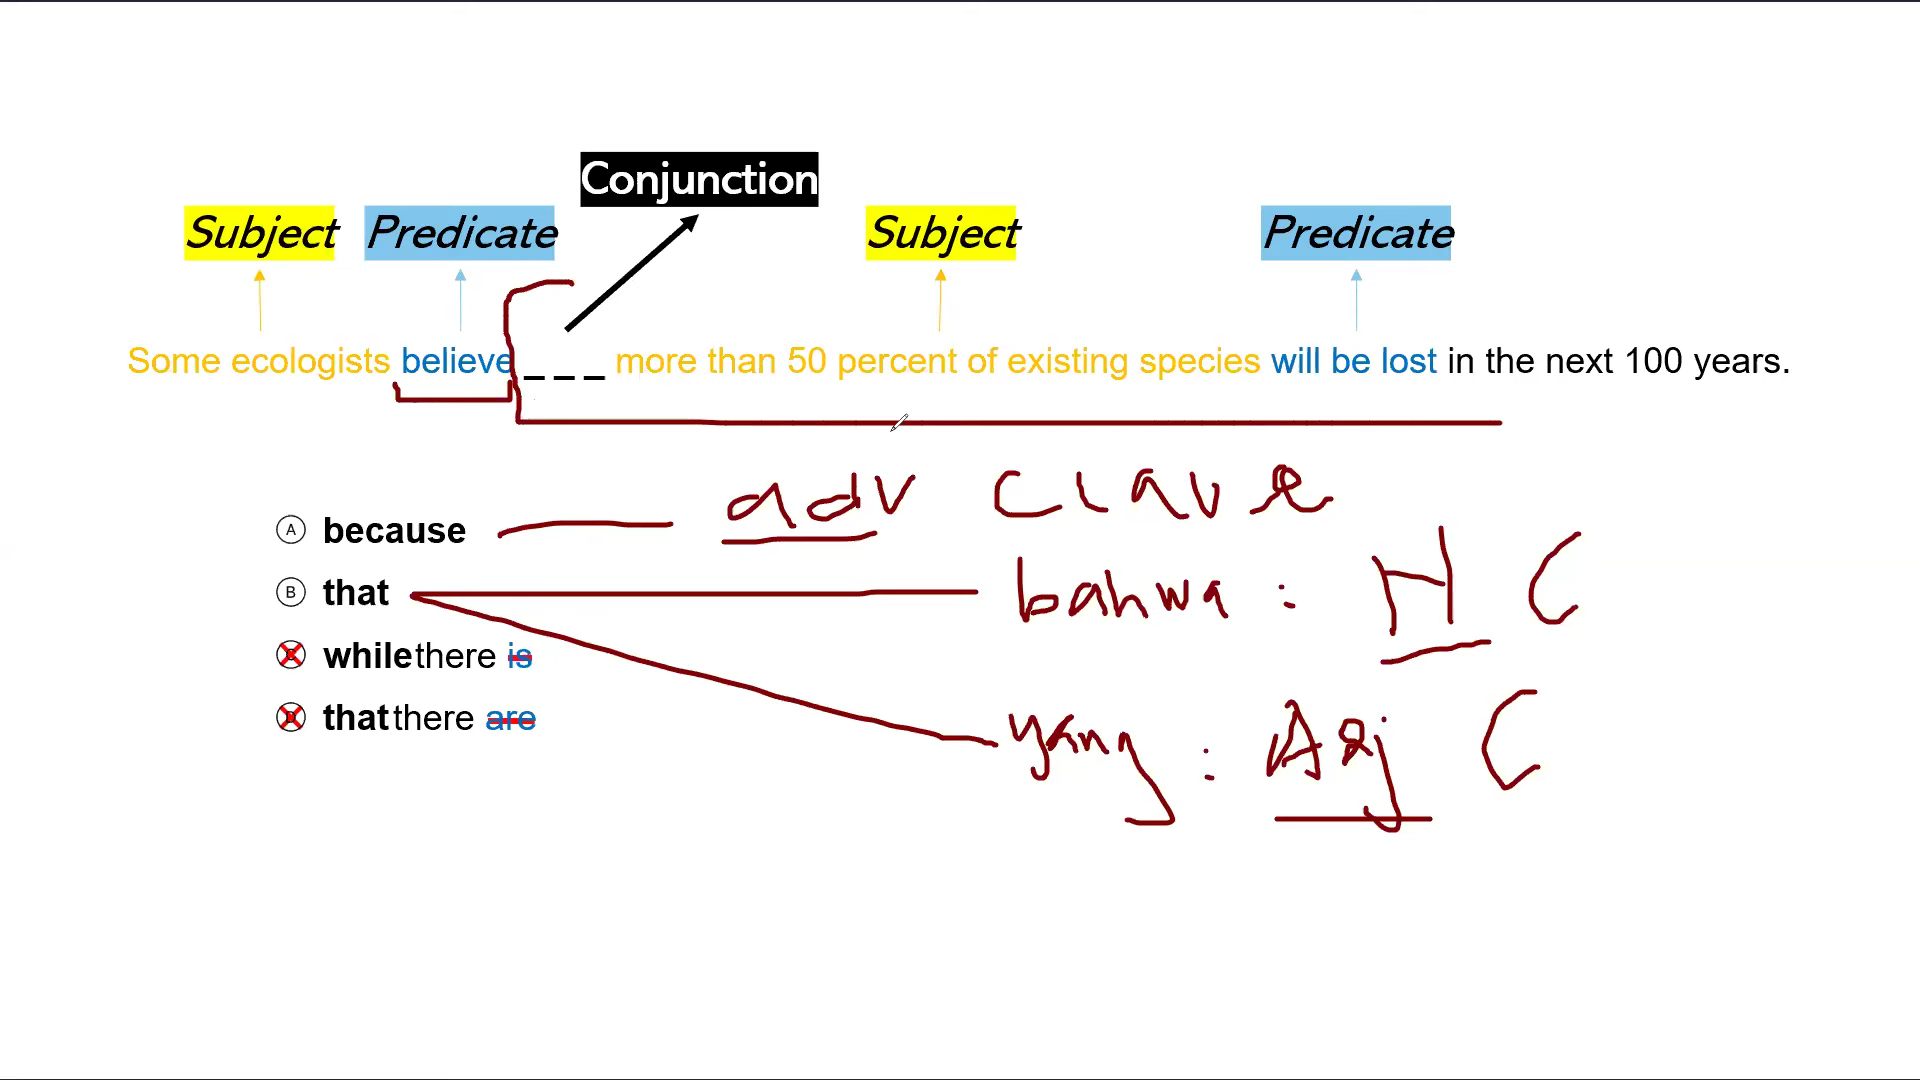 Conjunction
Subject Predicate Subject Predicate
Some ecologists believe _ _ _ more than 50 percent of existing species will be lost in the next 100 years.
adv clause
A because
B that
bahwa : H C
while there is
that there are
yang : Adj C